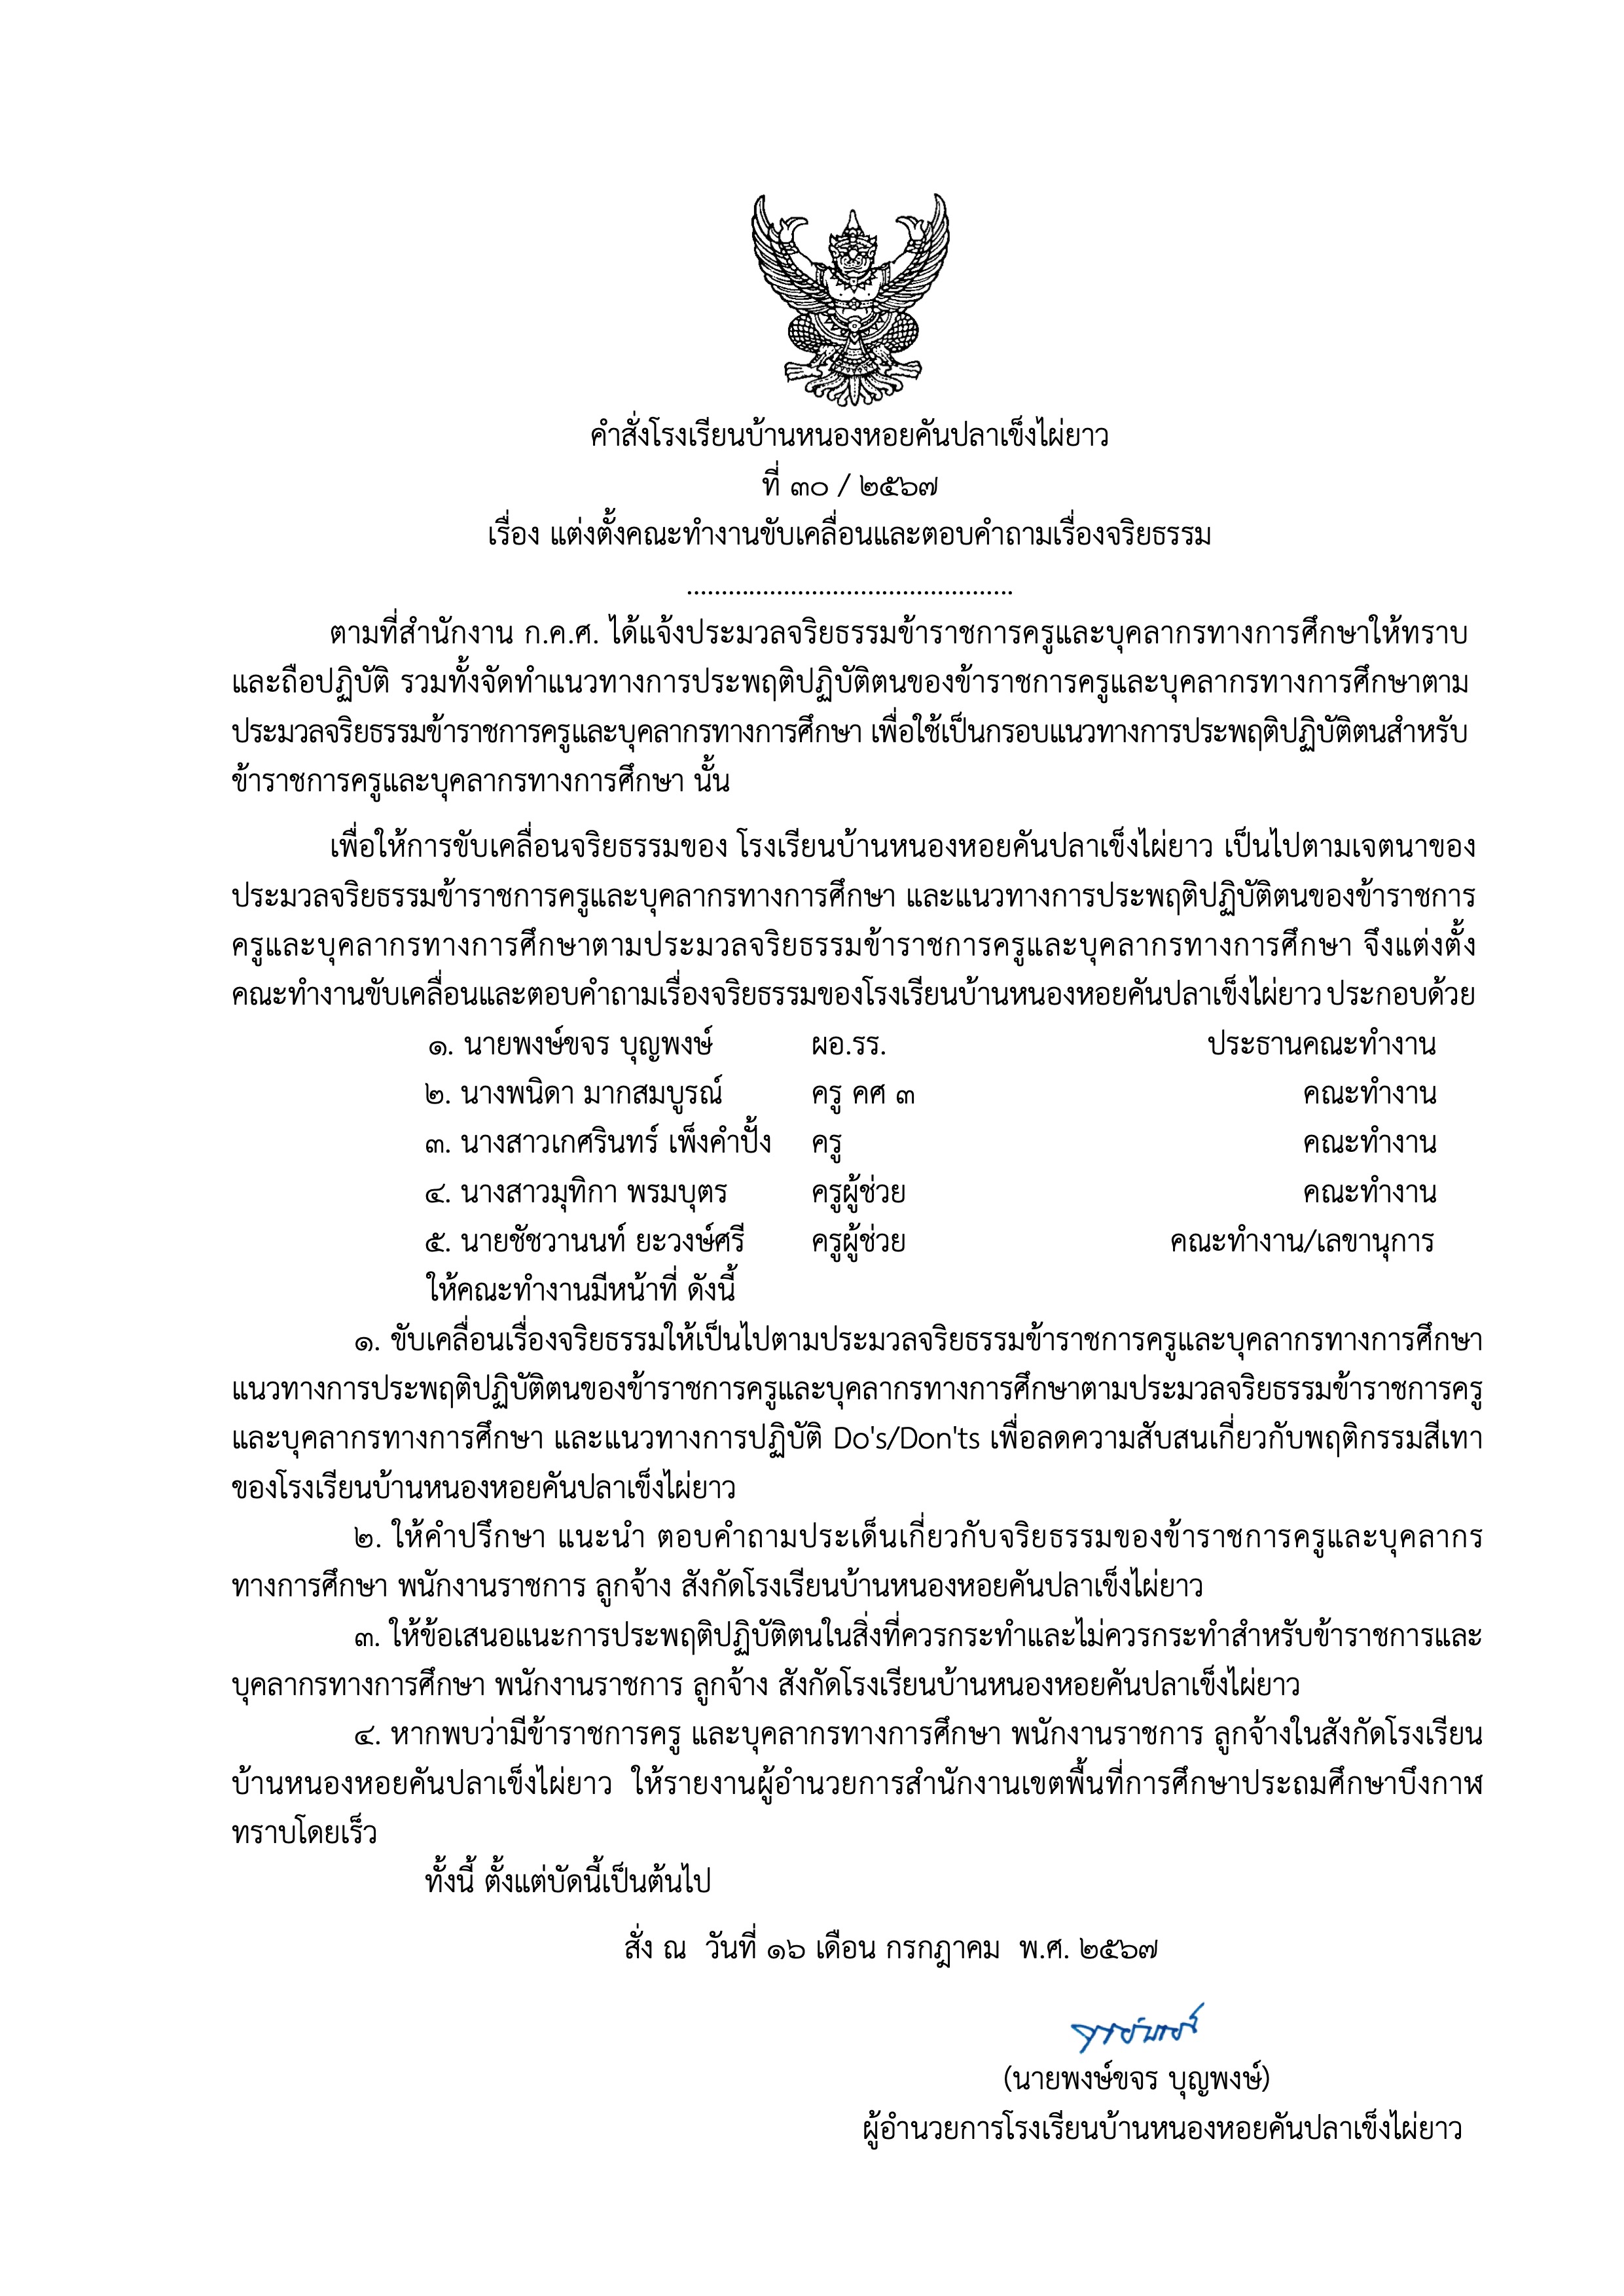 คำสั่งโรงเรียนบ้านหนองหอยคันปลาเข็งไผ่ยาว
ที่ ๓๐ / ๒๕๖๗
เรื่อง แต่งตั้งคณะทำงานขับเคลื่อนและตอบคำถามเรื่องจริยธรรม
...............................................
ตามที่สำนักงาน ก.ค.ศ. ได้แจ้งประมวลจริยธรรมข้าราชการครูและบุคลากรทางการศึกษาให้ทราบ
และถือปฏิบัติ รวมทั้งจัดทำแนวทางการประพฤติปฏิบัติตนของข้าราชการครูและบุคลากรทางการศึกษาตาม
ประมวลจริยธรรมข้าราชการครูและบุคลากรทางการศึกษา เพื่อใช้เป็นกรอบแนวทางการประพฤติปฏิบัติตนสำหรับ
ข้าราชการครูและบุคลากรทางการศึกษา นั้น
เพื่อให้การขับเคลื่อนจริยธรรมของ โรงเรียนบ้านหนองหอยคันปลาเข็งไผ่ยาว เป็นไปตามเจตนาของ
ประมวลจริยธรรมข้าราชการครูและบุคลากรทางการศึกษา และแนวทางการประพฤติปฏิบัติตนของข้าราชการ
ครูและบุคลากรทางการศึกษาตามประมวลจริยธรรมข้าราชการครูและบุคลากรทางการศึกษา จึงแต่งตั้ง
คณะทำงานขับเคลื่อนและตอบคำถามเรื่องจริยธรรมของโรงเรียนบ้านหนองหอยคันปลาเข็งไผ่ยาว ประกอบด้วย
๑. นายพงษ์ขจร บุญพงษ์ ผอ.รร. ประธานคณะทำงาน
๒. นางพนิดา มากสมบูรณ์ ครู คศ ๓ คณะทำงาน
๓. นางสาวเกศรินทร์ เพ็งคำปั้ง ครู คณะทำงาน
๔. นางสาวมุทิกา พรมบุตร ครูผู้ช่วย คณะทำงาน
๕. นายชัชวานนท์ ยะวงษ์ศรี ครูผู้ช่วย คณะทำงาน/เลขานุการ
ให้คณะทำงานมีหน้าที่ ดังนี้
๑. ขับเคลื่อนเรื่องจริยธรรมให้เป็นไปตามประมวลจริยธรรมข้าราชการครูและบุคลากรทางการศึกษา
แนวทางการประพฤติปฏิบัติตนของข้าราชการครูและบุคลากรทางการศึกษาตามประมวลจริยธรรมข้าราชการครู
และบุคลากรทางการศึกษา และแนวทางการปฏิบัติ Do's/Don'ts เพื่อลดความสับสนเกี่ยวกับพฤติกรรมสีเทา
ของโรงเรียนบ้านหนองหอยคันปลาเข็งไผ่ยาว
๒. ให้คำปรึกษา แนะนำ ตอบคำถามประเด็นเกี่ยวกับจริยธรรมของข้าราชการครูและบุคลากร
ทางการศึกษา พนักงานราชการ ลูกจ้าง สังกัดโรงเรียนบ้านหนองหอยคันปลาเข็งไผ่ยาว
๓. ให้ข้อเสนอแนะการประพฤติปฏิบัติตนในสิ่งที่ควรกระทำและไม่ควรกระทำสำหรับข้าราชการและ
บุคลากรทางการศึกษา พนักงานราชการ ลูกจ้าง สังกัดโรงเรียนบ้านหนองหอยคันปลาเข็งไผ่ยาว
๔. หากพบว่ามีข้าราชการครู และบุคลากรทางการศึกษา พนักงานราชการ ลูกจ้างในสังกัดโรงเรียน
บ้านหนองหอยคันปลาเข็งไผ่ยาว ให้รายงานผู้อำนวยการสำนักงานเขตพื้นที่การศึกษาประถมศึกษาบึงกาฬ
ทราบโดยเร็ว
ทั้งนี้ ตั้งแต่บัดนี้เป็นต้นไป
สั่ง ณ วันที่ ๑๖ เดือน กรกฎาคม พ.ศ. ๒๕๖๗
(นายพงษ์ขจร บุญพงษ์)
ผู้อำนวยการโรงเรียนบ้านหนองหอยคันปลาเข็งไผ่ยาว